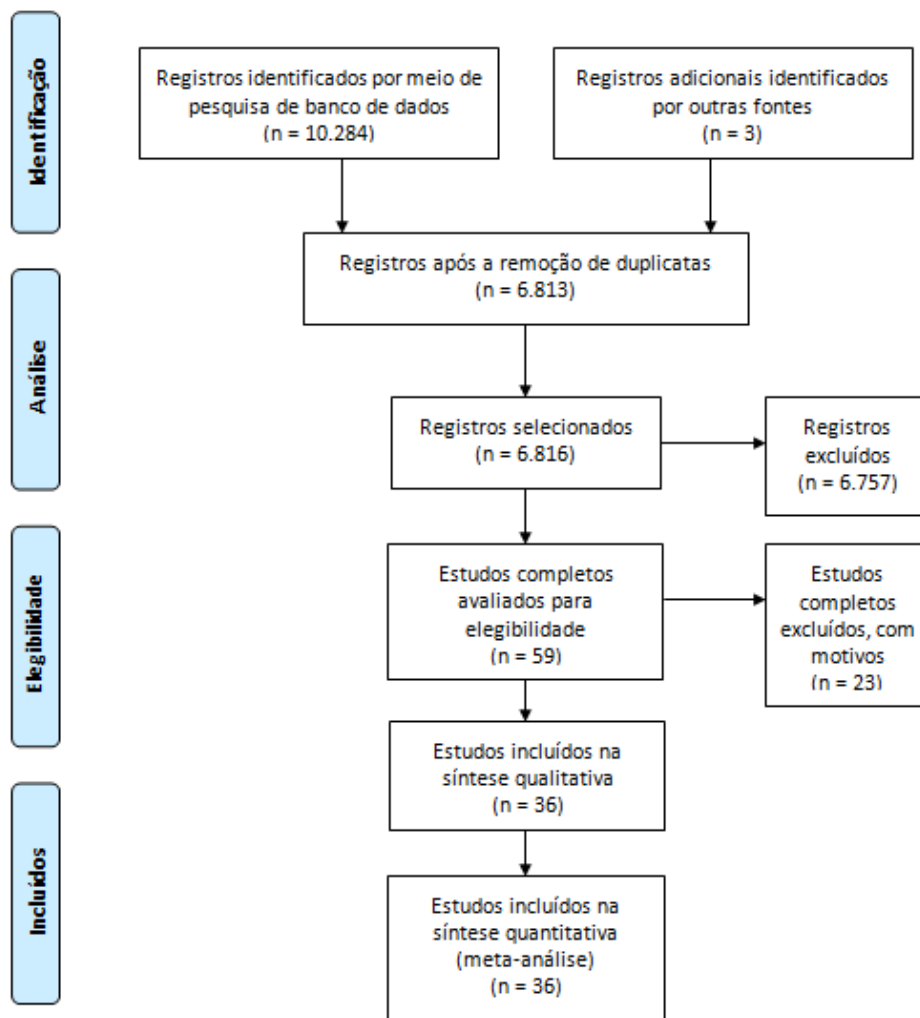 Identificação
Registros identificados por meio de
pesquisa de banco de dados
(n = 10.284)
Registros adicionais identificados
por outras fontes
(n = 3)
Registros após a remoção de duplicatas
(n = 6.813)
Análise
Registros selecionados
(n = 6.816)
Registros
excluídos
(n = 6.757)
Elegibilidade
Estudos completos
avaliados para
elegibilidade
(n = 59)
Estudos
completos
excluídos, com
motivos
(n = 23)
Estudos incluídos na
síntese qualitativa
(n = 36)
Incluídos
Estudos incluídos na
síntese quantitativa
(meta-análise)
(n = 36)